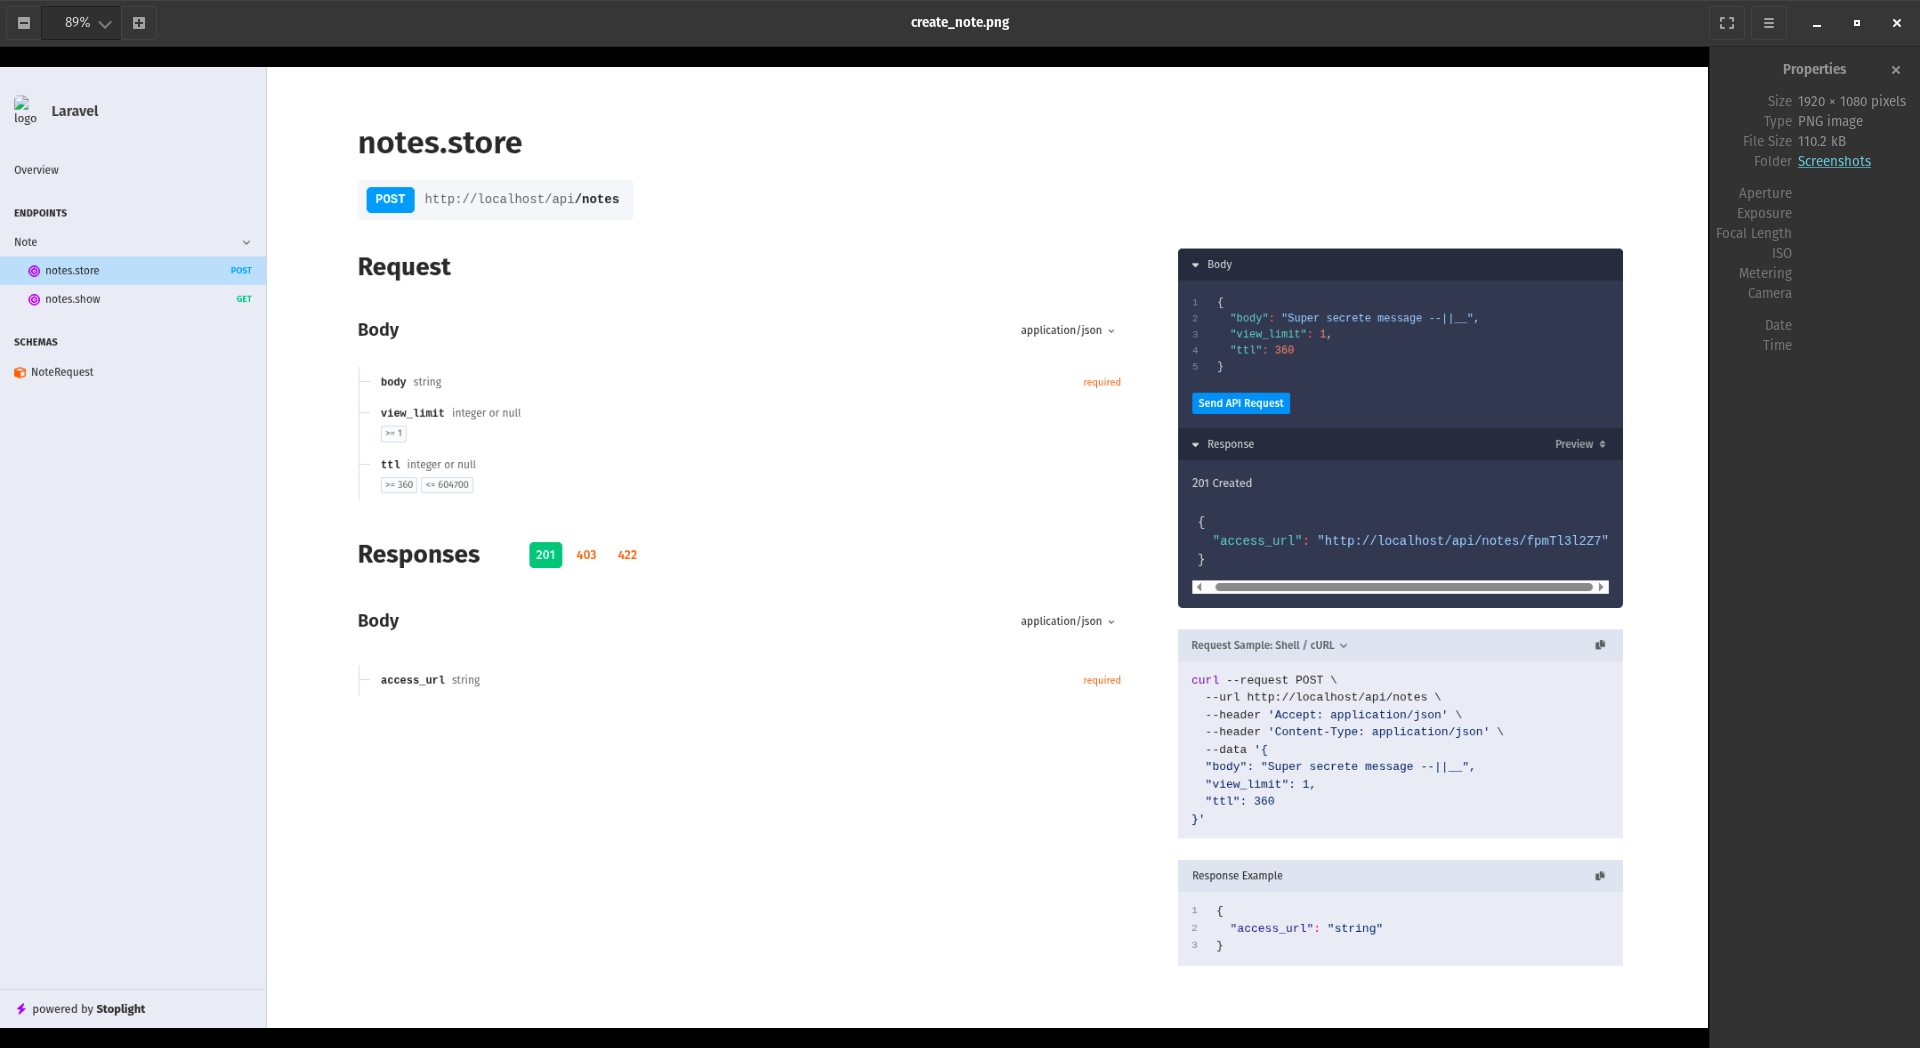 89%
create_note.png
logo
Laravel
Overview
ENDPOINTS
Note
notes.store POST
notes.show GET
SCHEMAS
NoteRequest
powered by Stoplight
notes.store
POST http://localhost/api/notes
Request
Body application/json
body string required
view_limit integer or null
>= 1
ttl integer or null
>= 360 <= 604700
Responses 201 403 422
Body application/json
access_url string required
Body
1 {
2 "body": "Super secrete message --||__",
3 "view_limit": 1,
4 "ttl": 360
5 }
Send API Request
Response Preview
201 Created
{
"access_url": "http://localhost/api/notes/fpmTl3l2Z7"
}
Request Sample: Shell / cURL
curl --request POST \
--url http://localhost/api/notes \
--header 'Accept: application/json' \
--header 'Content-Type: application/json' \
--data '{
"body": "Super secrete message --||__",
"view_limit": 1,
"ttl": 360
}'
Response Example
1 {
2 "access_url": "string"
3 }
Properties
Size 1920 × 1080 pixels
Type PNG image
File Size 110.2 kB
Folder Screenshots
Aperture
Exposure
Focal Length
ISO
Metering
Camera
Date
Time